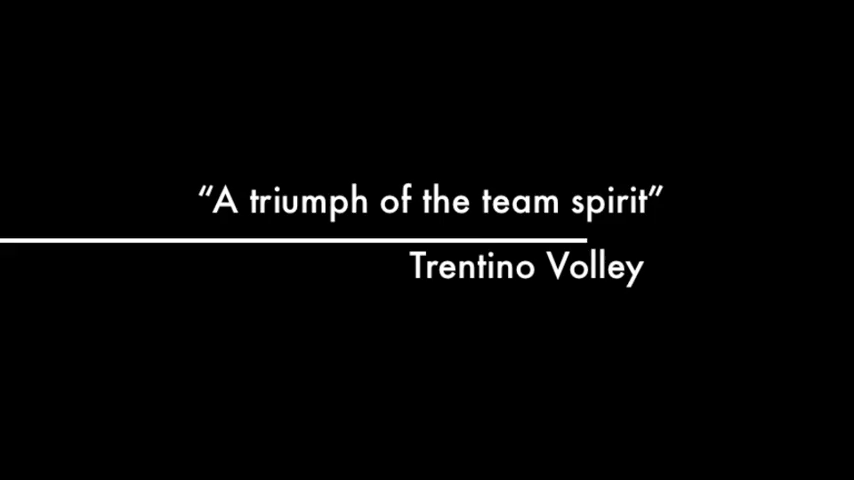 “A triumph of the team spirit”
Trentino Volley